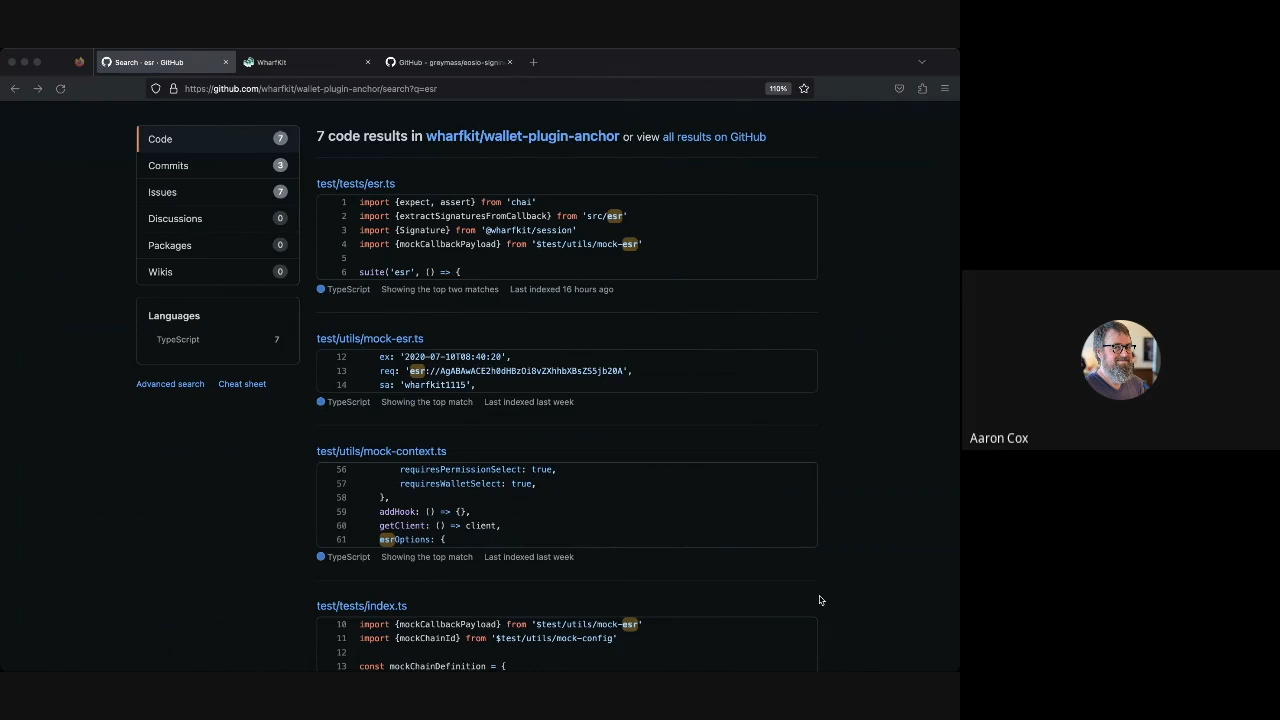 Search · esr · GitHub
WharfKit
GitHub - greymass/eosio-signin
https://github.com/wharfkit/wallet-plugin-anchor/search?q=esr
110%
Code 7
Commits 3
Issues 7
Discussions 0
Packages 0
Wikis 0
Languages
TypeScript 7
Advanced search Cheat sheet
7 code results in wharfkit/wallet-plugin-anchor or view all results on GitHub
test/tests/esr.ts
1 import {expect, assert} from 'chai'
2 import {extractSignaturesFromCallback} from 'src/esr'
3 import {Signature} from '@wharfkit/session'
4 import {mockCallbackPayload} from '$test/utils/mock-esr'
5
6 suite('esr', () => {
TypeScript Showing the top two matches Last indexed 16 hours ago
test/utils/mock-esr.ts
12 ex: '2020-07-10T08:40:20',
13 req: 'esr://AgABAwACE2h0dHBzOi8vZXhhbXBsZS5jb20A',
14 sa: 'wharfkit1115',
TypeScript Showing the top match Last indexed last week
test/utils/mock-context.ts
56 requiresPermissionSelect: true,
57 requiresWalletSelect: true,
58 },
59 addHook: () => {},
60 getClient: () => client,
61 esrOptions: {
TypeScript Showing the top match Last indexed last week
test/tests/index.ts
10 import {mockCallbackPayload} from '$test/utils/mock-esr'
11 import {mockChainId} from '$test/utils/mock-config'
12
13 const mockChainDefinition = {
Aaron Cox